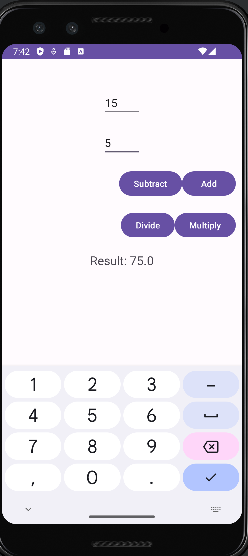 7:42
15
5
Subtract Add
Divide Multiply
Result: 75.0
1 2 3 –
4 5 6
7 8 9
, 0 .